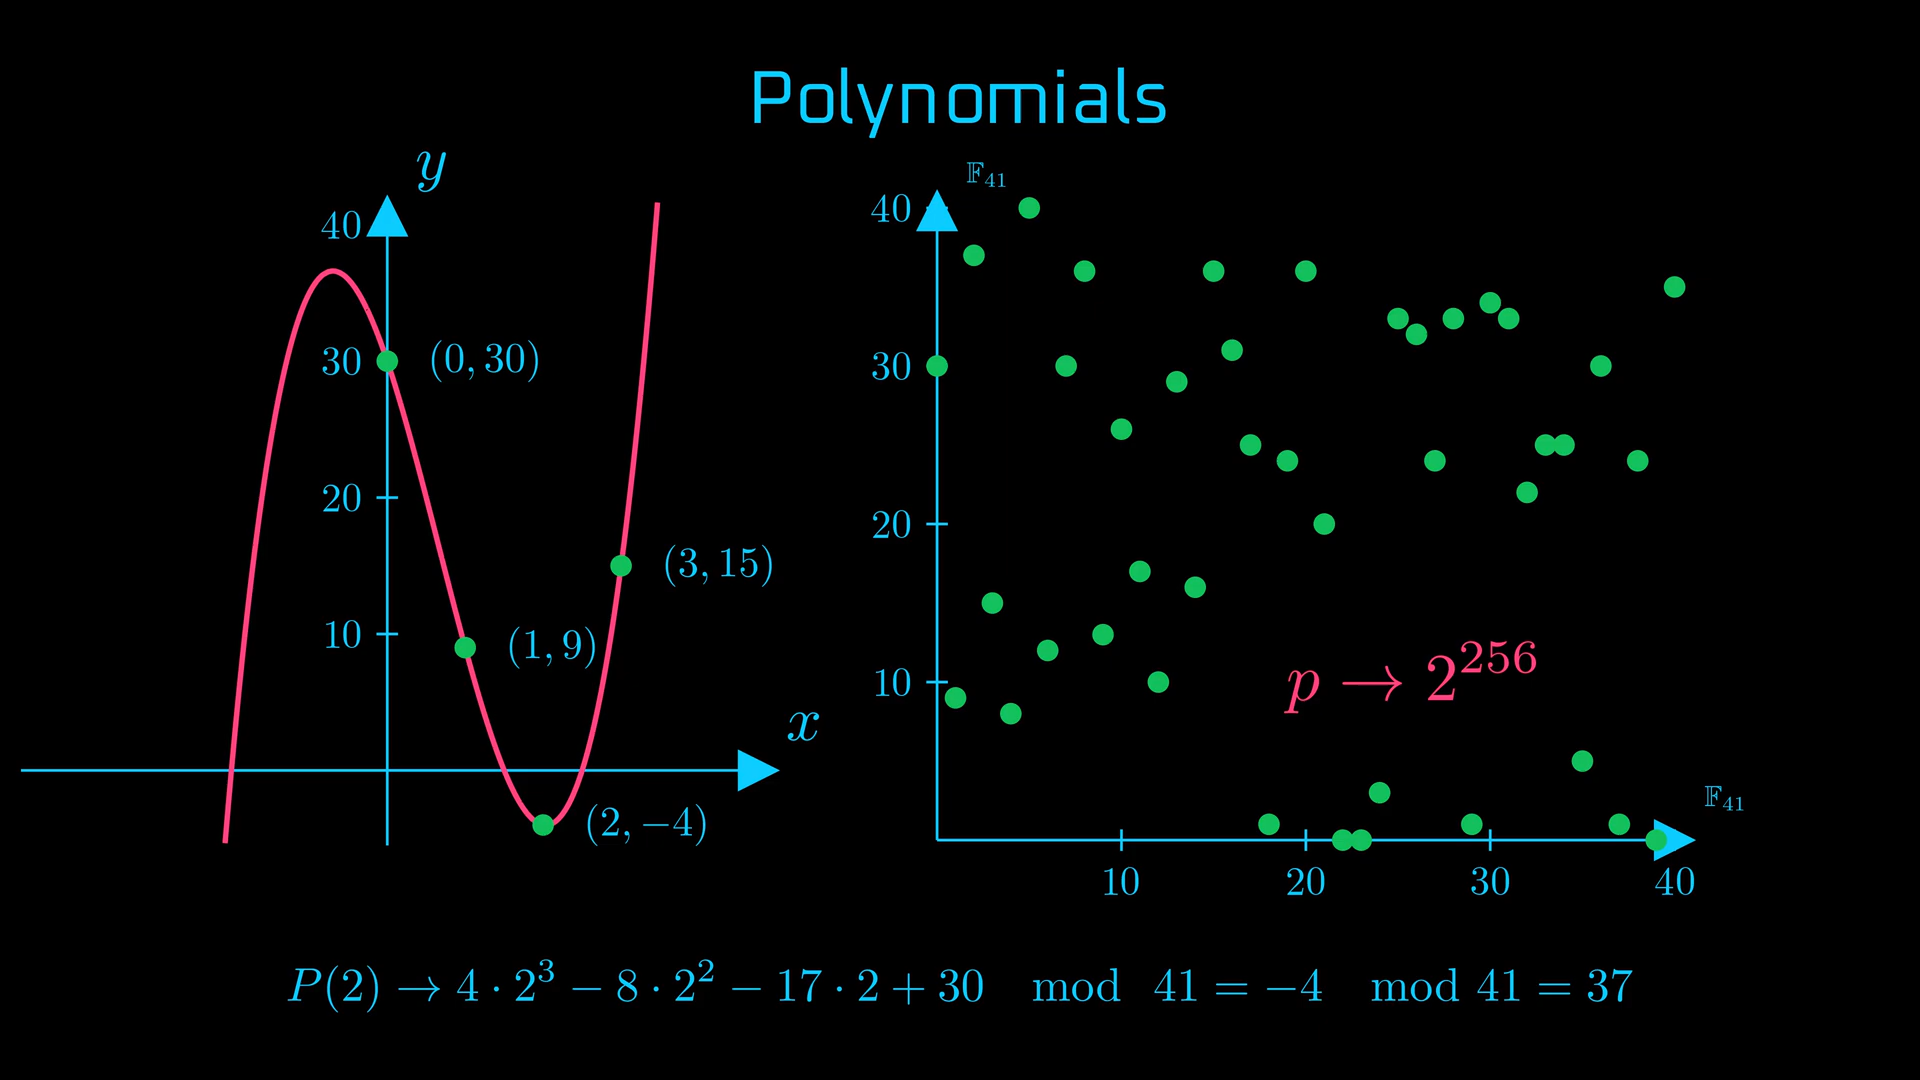 Polynomials
y
40
30
20
10
(0, 30)
(3, 15)
(1, 9)
x
(2, −4)
𝔽₄₁
40
30
20
10
p → 2²⁵⁶
𝔽₄₁
10 20 30 40
P(2) → 4 · 2³ − 8 · 2² − 17 · 2 + 30 mod 41 = −4 mod 41 = 37